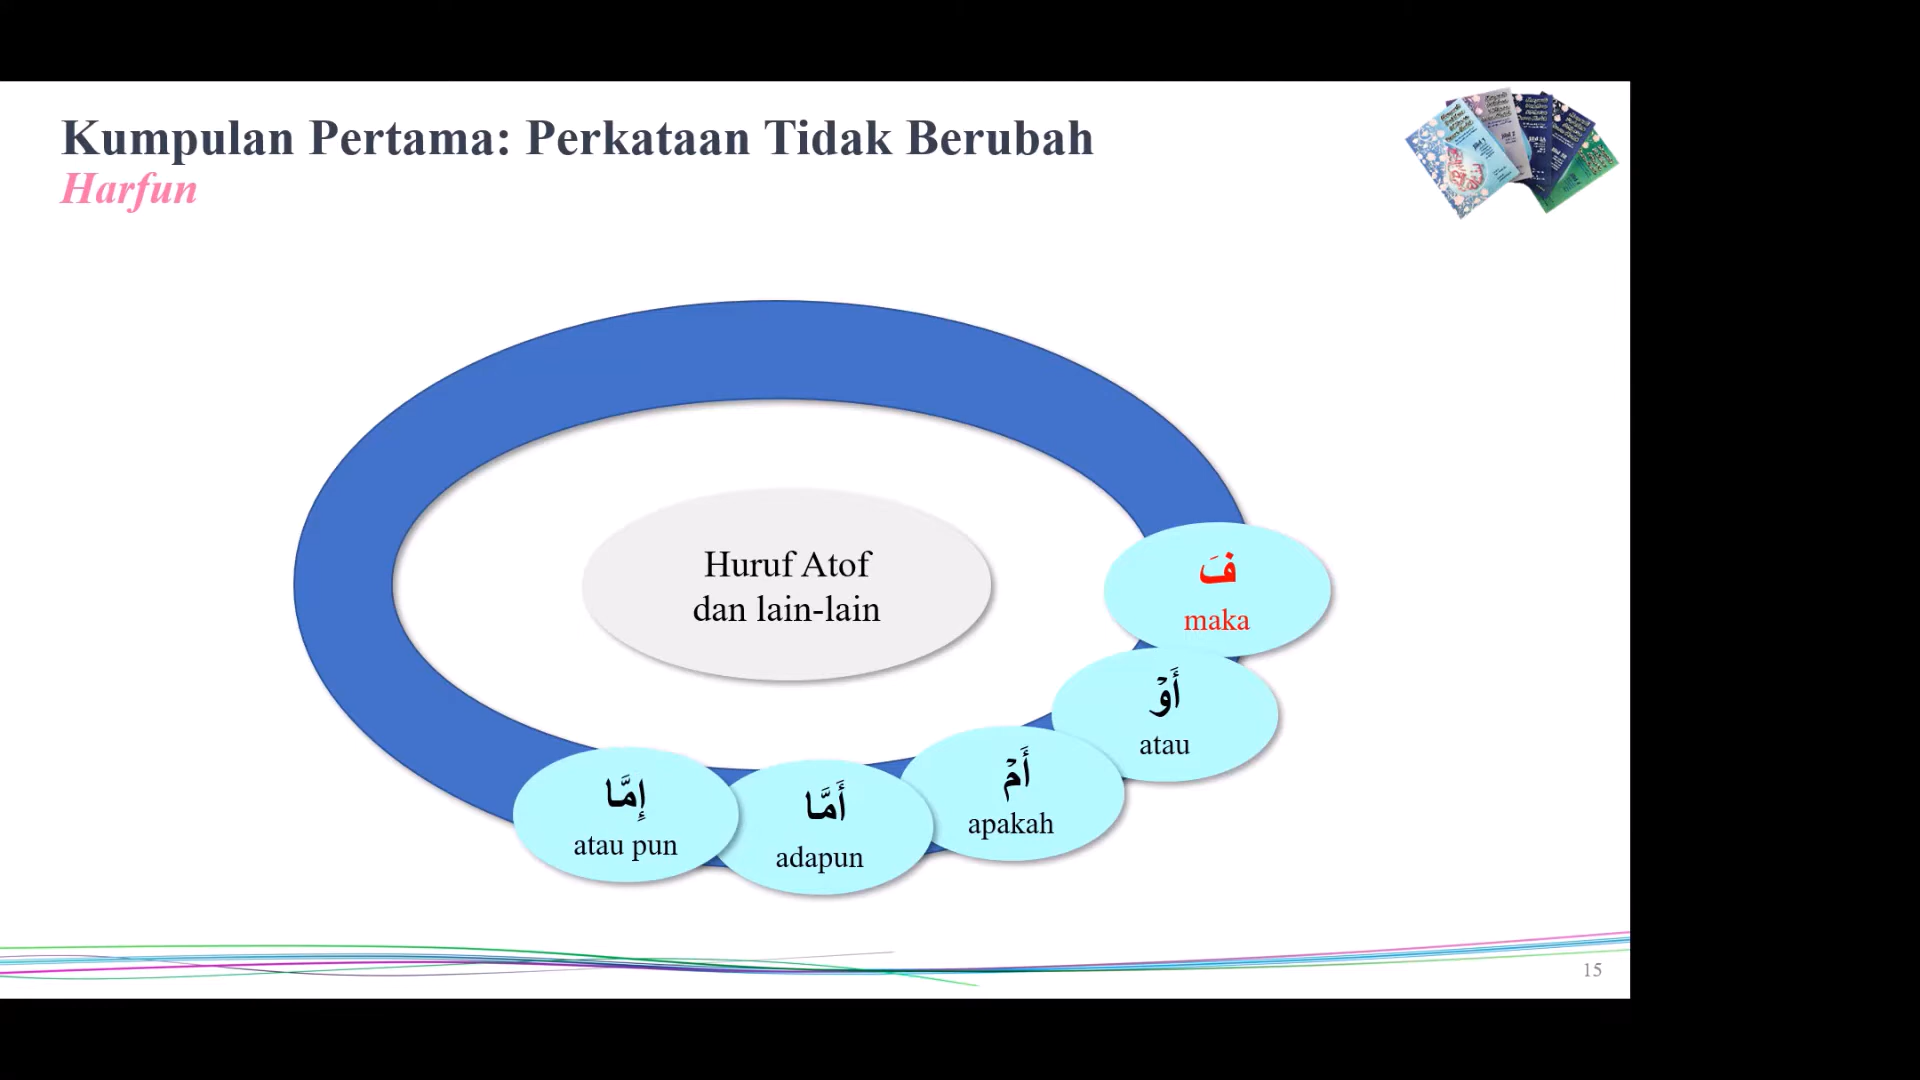 Kumpulan Pertama: Perkataan Tidak Berubah
Harfun
Huruf Atof
dan lain-lain
فَ
maka
أَوْ
atau
أَمْ
apakah
أَمَّا
adapun
إِمَّا
atau pun
15